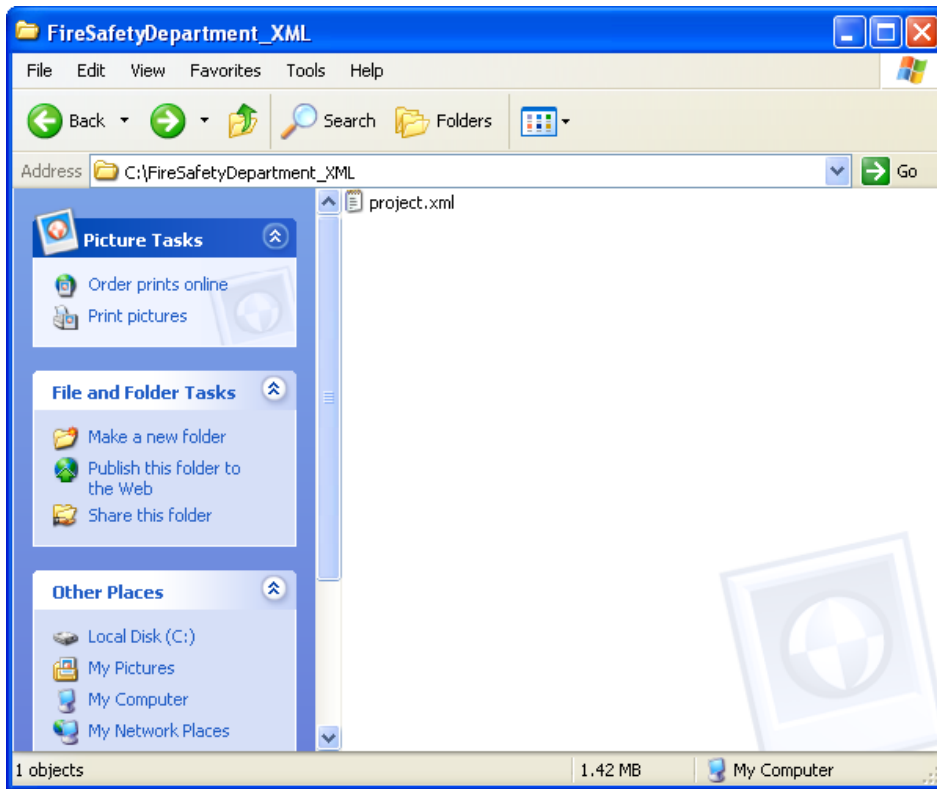 FireSafetyDepartment_XML
File Edit View Favorites Tools Help
Back Search Folders
Address C:\FireSafetyDepartment_XML Go
project.xml
Picture Tasks
Order prints online
Print pictures
File and Folder Tasks
Make a new folder
Publish this folder to
the Web
Share this folder
Other Places
Local Disk (C:)
My Pictures
My Computer
My Network Places
1 objects 1.42 MB My Computer